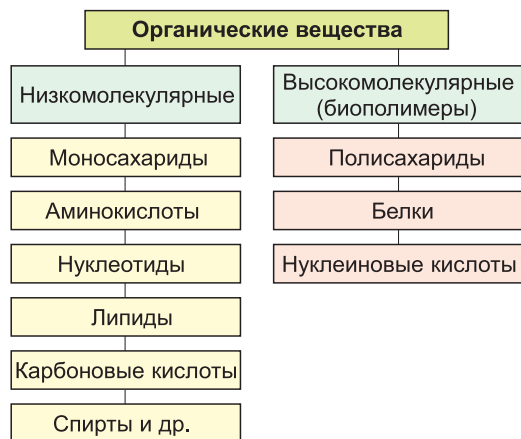 Органические вещества
Низкомолекулярные
Моносахариды
Аминокислоты
Нуклеотиды
Липиды
Карбоновые кислоты
Спирты и др.
Высокомолекулярные
(биополимеры)
Полисахариды
Белки
Нуклеиновые кислоты